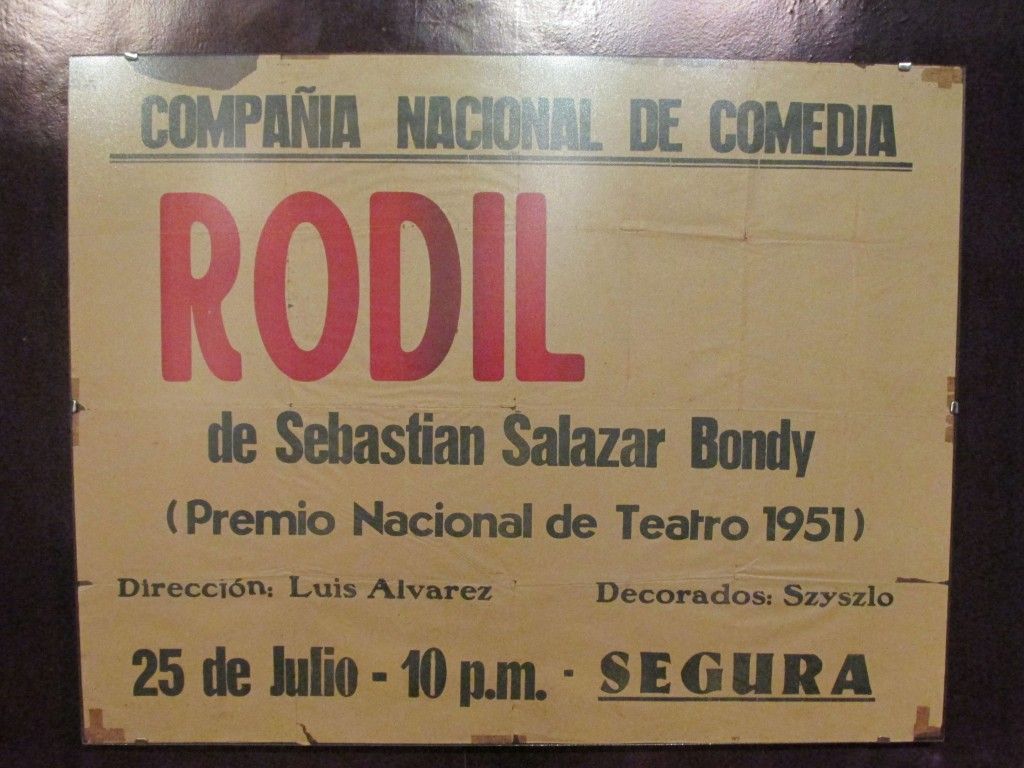 COMPAÑIA NACIONAL DE COMEDIA
RODIL
de Sebastian Salazar Bondy
(Premio Nacional de Teatro 1951)
Dirección: Luis Alvarez Decorados: Szyszlo
25 de Julio - 10 p.m. - SEGURA